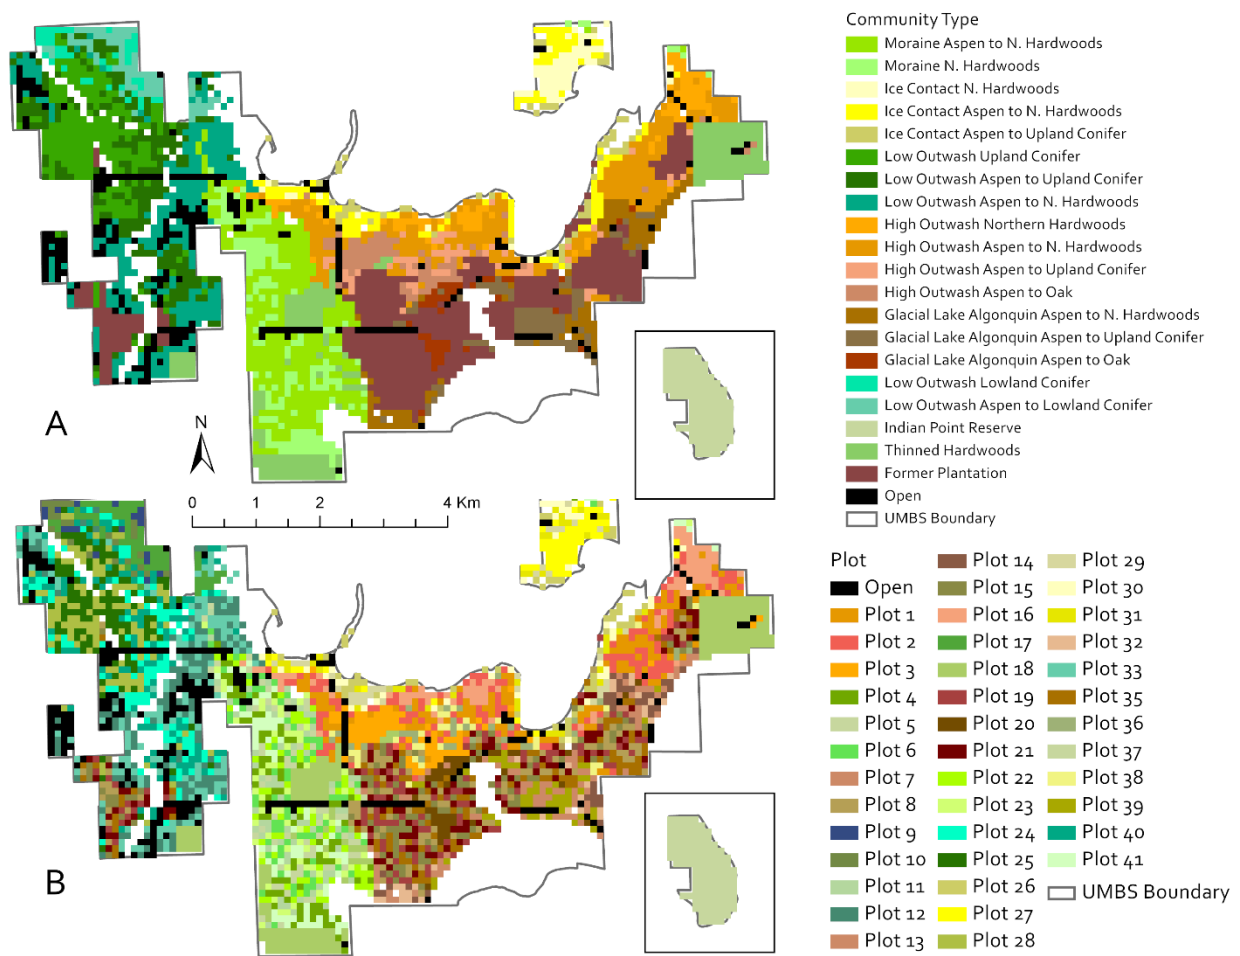 Community Type
Moraine Aspen to N. Hardwoods
Moraine N. Hardwoods
Ice Contact N. Hardwoods
Ice Contact Aspen to N. Hardwoods
Ice Contact Aspen to Upland Conifer
Low Outwash Upland Conifer
Low Outwash Aspen to Upland Conifer
Low Outwash Aspen to N. Hardwoods
High Outwash Northern Hardwoods
High Outwash Aspen to N. Hardwoods
High Outwash Aspen to Upland Conifer
High Outwash Aspen to Oak
Glacial Lake Algonquin Aspen to N. Hardwoods
Glacial Lake Algonquin Aspen to Upland Conifer
Glacial Lake Algonquin Aspen to Oak
Low Outwash Lowland Conifer
Low Outwash Aspen to Lowland Conifer
Indian Point Reserve
Thinned Hardwoods
Former Plantation
Open
UMBS Boundary
A
N
0 1 2 4 Km
B
Plot
Open
Plot 1
Plot 2
Plot 3
Plot 4
Plot 5
Plot 6
Plot 7
Plot 8
Plot 9
Plot 10
Plot 11
Plot 12
Plot 13
Plot 14
Plot 15
Plot 16
Plot 17
Plot 18
Plot 19
Plot 20
Plot 21
Plot 22
Plot 23
Plot 24
Plot 25
Plot 26
Plot 27
Plot 28
Plot 29
Plot 30
Plot 31
Plot 32
Plot 33
Plot 35
Plot 36
Plot 37
Plot 38
Plot 39
Plot 40
Plot 41
UMBS Boundary